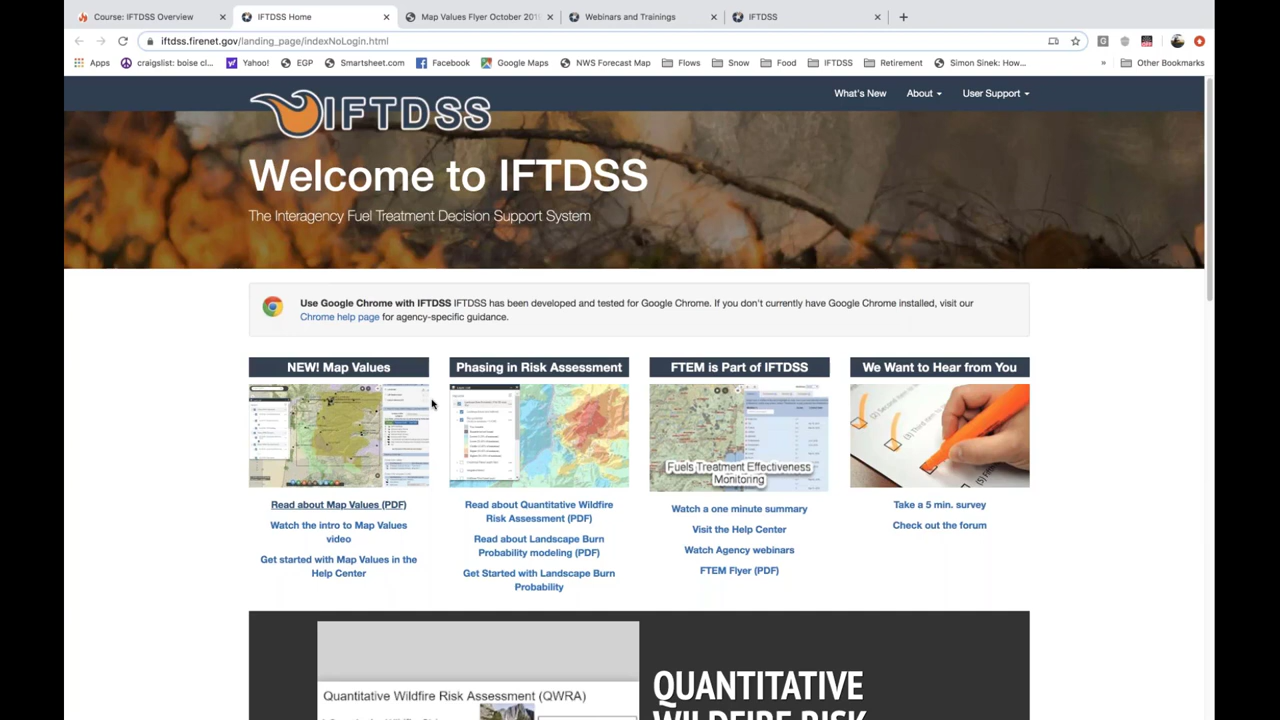 Course: IFTDSS Overview
IFTDSS Home
Map Values Flyer October 201
Webinars and Trainings
IFTDSS
iftdss.firenet.gov/landing_page/indexNoLogin.html
Apps
craigslist: boise cl...
Yahoo!
EGP
Smartsheet.com
Facebook
Google Maps
NWS Forecast Map
Flows
Snow
Food
IFTDSS
Retirement
Simon Sinek: How...
»
Other Bookmarks
IFTDSS
What's New
About
User Support
Welcome to IFTDSS
The Interagency Fuel Treatment Decision Support System
Use Google Chrome with IFTDSS IFTDSS has been developed and tested for Google Chrome. If you don't currently have Google Chrome installed, visit our
Chrome help page for agency-specific guidance.
NEW! Map Values
Read about Map Values (PDF)
Watch the intro to Map Values
video
Get started with Map Values in the
Help Center
Phasing in Risk Assessment
Read about Quantitative Wildfire
Risk Assessment (PDF)
Read about Landscape Burn
Probability modeling (PDF)
Get Started with Landscape Burn
Probability
FTEM is Part of IFTDSS
Fuels Treatment Effectiveness
Monitoring
Watch a one minute summary
Visit the Help Center
Watch Agency webinars
FTEM Flyer (PDF)
We Want to Hear from You
Take a 5 min. survey
Check out the forum
Quantitative Wildfire Risk Assessment (QWRA)
QUANTITATIVE
WILDFIRE RISK